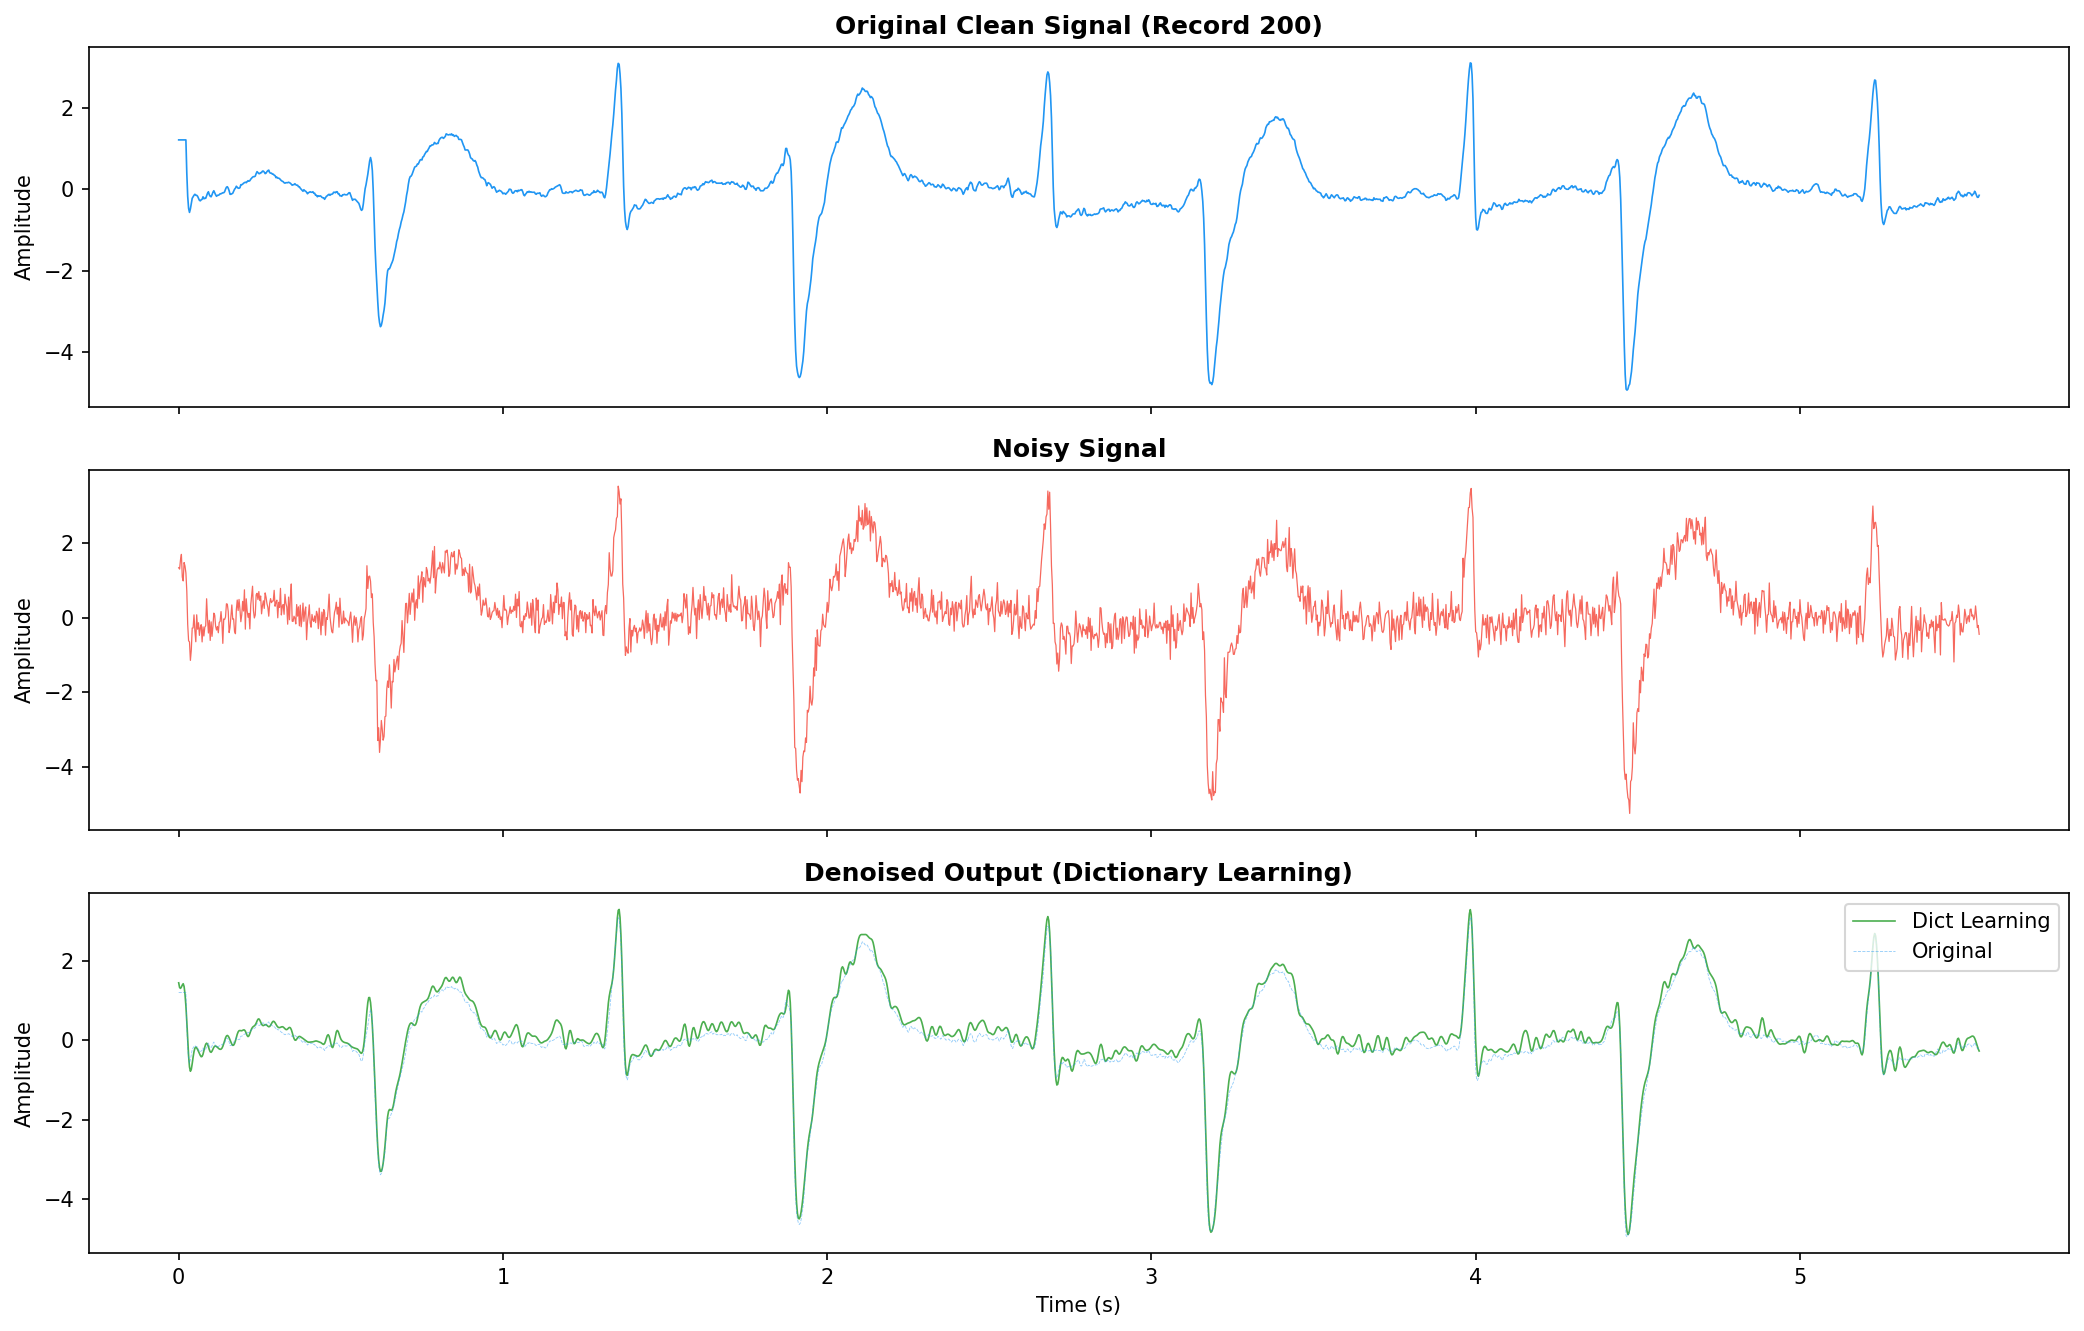 Original Clean Signal (Record 200)
Amplitude
2
0
−2
−4
Noisy Signal
Amplitude
2
0
−2
−4
Denoised Output (Dictionary Learning)
Dict Learning
Original
Amplitude
2
0
−2
−4
0 1 2 3 4 5
Time (s)